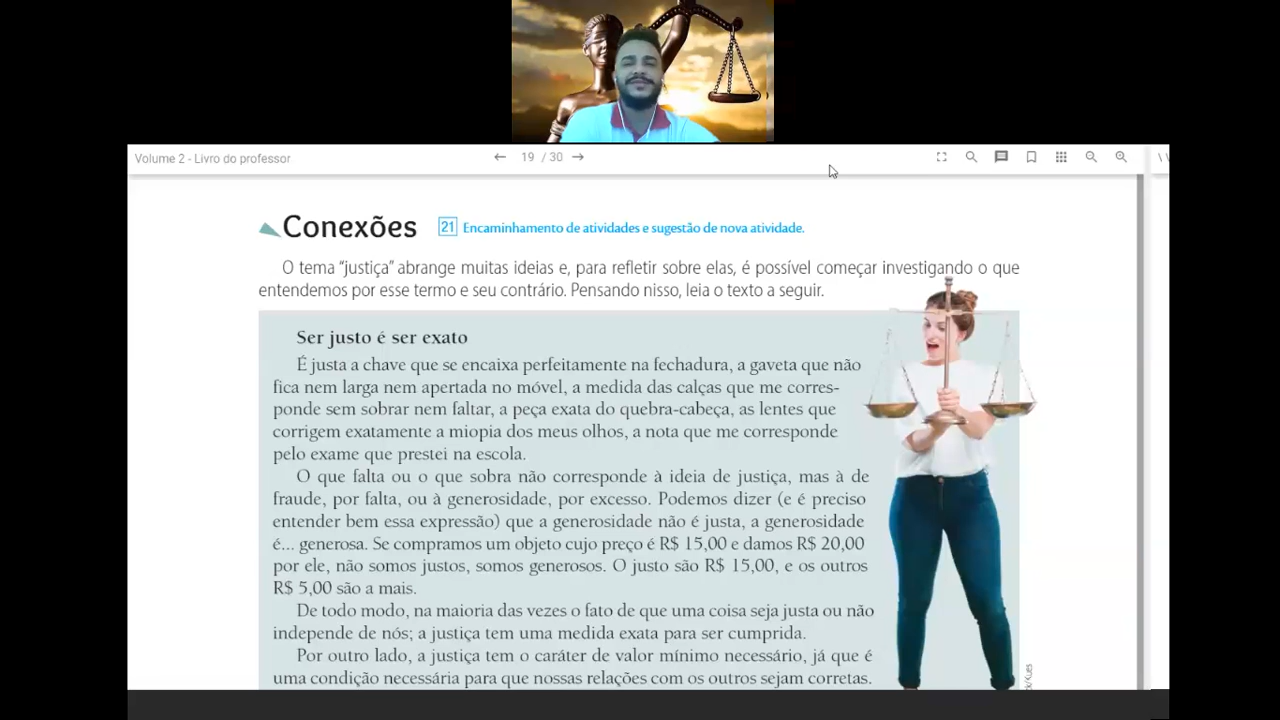 Volume 2 - Livro do professor
19 / 30
Conexões
21 Encaminhamento de atividades e sugestão de nova atividade.
O tema “justiça” abrange muitas ideias e, para refletir sobre elas, é possível começar investigando o que
entendemos por esse termo e seu contrário. Pensando nisso, leia o texto a seguir.
Ser justo é ser exato
É justa a chave que se encaixa perfeitamente na fechadura, a gaveta que não
fica nem larga nem apertada no móvel, a medida das calças que me corres-
ponde sem sobrar nem faltar, a peça exata do quebra-cabeça, as lentes que
corrigem exatamente a miopia dos meus olhos, a nota que me corresponde
pelo exame que prestei na escola.
O que falta ou o que sobra não corresponde à ideia de justiça, mas à de
fraude, por falta, ou à generosidade, por excesso. Podemos dizer (e é preciso
entender bem essa expressão) que a generosidade não é justa, a generosidade
é... generosa. Se compramos um objeto cujo preço é R$ 15,00 e damos R$ 20,00
por ele, não somos justos, somos generosos. O justo são R$ 15,00, e os outros
R$ 5,00 são a mais.
De todo modo, na maioria das vezes o fato de que uma coisa seja justa ou não
independe de nós; a justiça tem uma medida exata para ser cumprida.
Por outro lado, a justiça tem o caráter de valor mínimo necessário, já que é
uma condição necessária para que nossas relações com os outros sejam corretas.